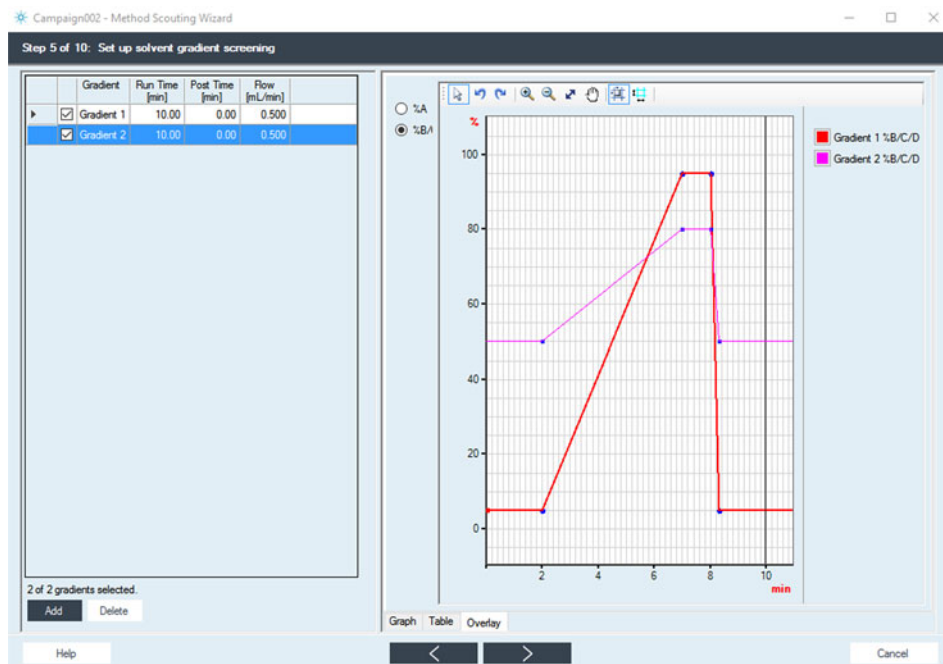 Campaign002 - Method Scouting Wizard
Step 5 of 10: Set up solvent gradient screening
Gradient Run Time [min] Post Time [min] Flow [mL/min]
Gradient 1 10.00 0.00 0.500
Gradient 2 10.00 0.00 0.500
2 of 2 gradients selected.
Add Delete
%A
%B/
%
100
80
60
40
20
0
2 4 6 8 10
min
Gradient 1 %B/C/D
Gradient 2 %B/C/D
Graph Table Overlay
Help < > Cancel